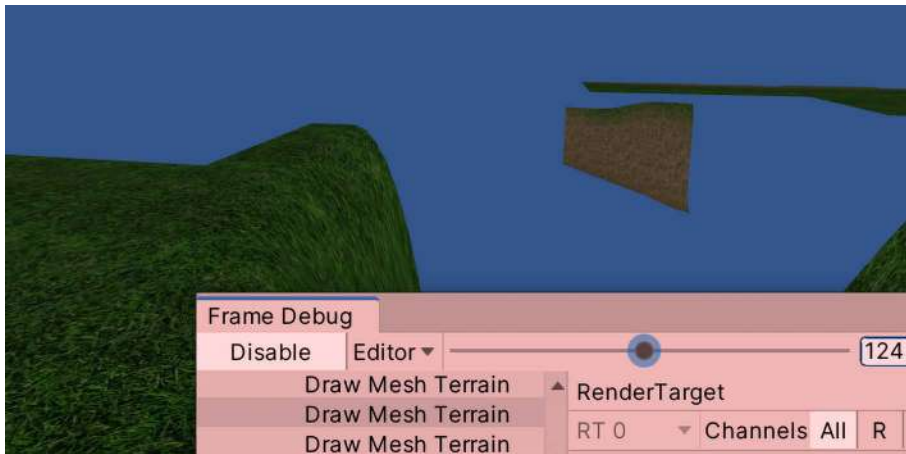 Frame Debug
Disable Editor 124
Draw Mesh Terrain
RenderTarget
Draw Mesh Terrain
RT 0 Channels All R
Draw Mesh Terrain